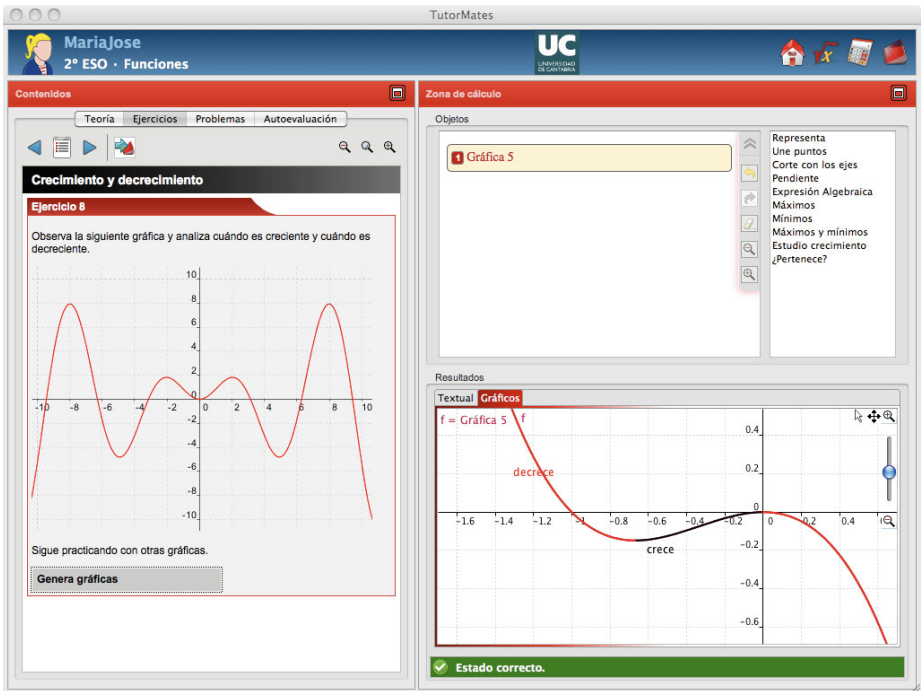 TutorMates
MariaJose
2º ESO · Funciones
UC
UNIVERSIDAD
DE CANTABRIA
Contenidos
Teoría Ejercicios Problemas Autoevaluación
Crecimiento y decrecimiento
Ejercicio 8
Observa la siguiente gráfica y analiza cuándo es creciente y cuándo es
decreciente.
10
8
6
4
2
0
-10 -8 -6 -4 -2 0 2 4 6 8 10
-2
-4
-6
-8
-10
Sigue practicando con otras gráficas.
Genera gráficas
Zona de cálculo
Objetos
1 Gráfica 5
Representa
Une puntos
Corte con los ejes
Pendiente
Expresión Algebraica
Máximos
Mínimos
Máximos y mínimos
Estudio crecimiento
¿Pertenece?
Resultados
Textual Gráficos
f = Gráfica 5 f
0.4
decrece 0.2
0
-1.6 -1.4 -1.2 -1 -0.8 -0.6 -0.4 -0.2 0 0.2 0.4
crece -0.2
-0.4
-0.6
Estado correcto.